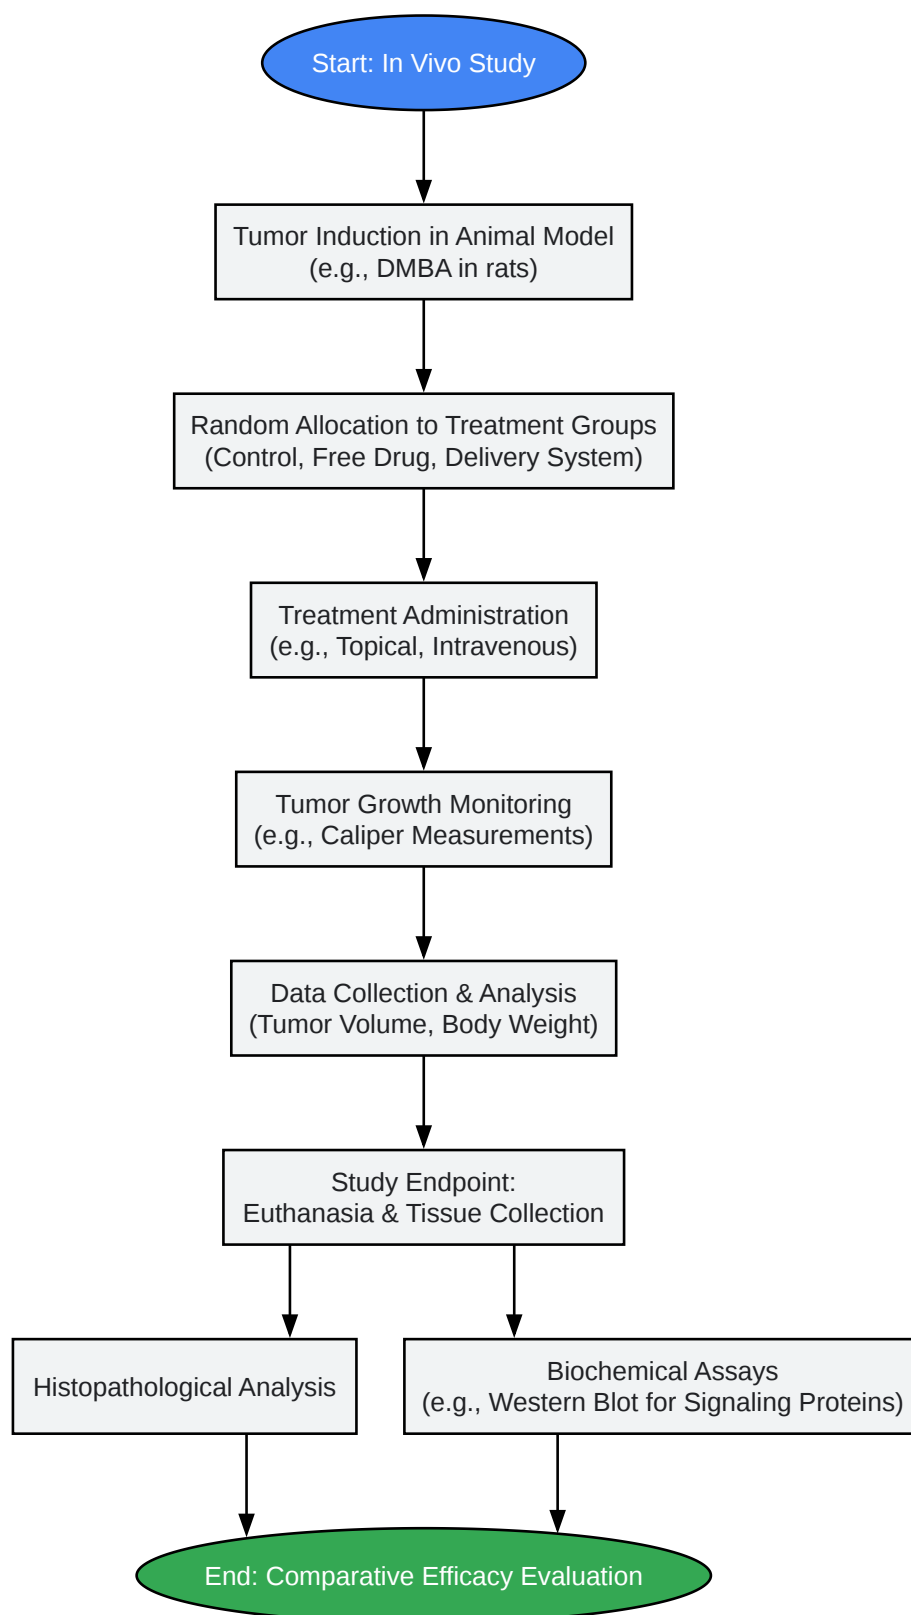 Start: In Vivo Study
Tumor Induction in Animal Model
(e.g., DMBA in rats)
Random Allocation to Treatment Groups
(Control, Free Drug, Delivery System)
Treatment Administration
(e.g., Topical, Intravenous)
Tumor Growth Monitoring
(e.g., Caliper Measurements)
Data Collection & Analysis
(Tumor Volume, Body Weight)
Study Endpoint:
Euthanasia & Tissue Collection
Histopathological Analysis
Biochemical Assays
(e.g., Western Blot for Signaling Proteins)
End: Comparative Efficacy Evaluation